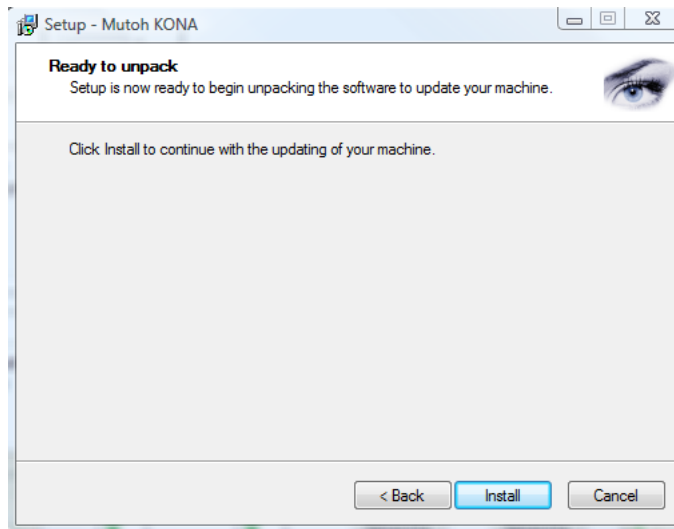 Setup - Mutoh KONA
Ready to unpack
Setup is now ready to begin unpacking the software to update your machine.
Click Install to continue with the updating of your machine.
< Back Install Cancel